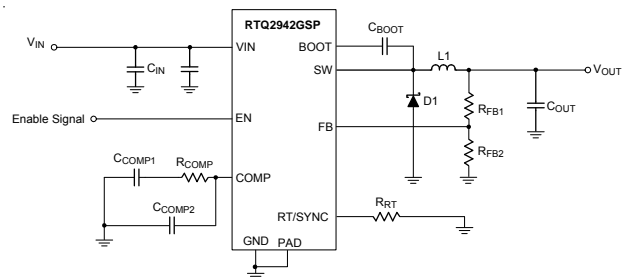 RTQ2942GSP
VIN
VIN
BOOT
CBOOT
CIN
SW
L1
VOUT
D1
RFB1
COUT
Enable Signal
EN
FB
RFB2
CCOMP1
RCOMP
COMP
CCOMP2
RT/SYNC
RRT
GND
PAD